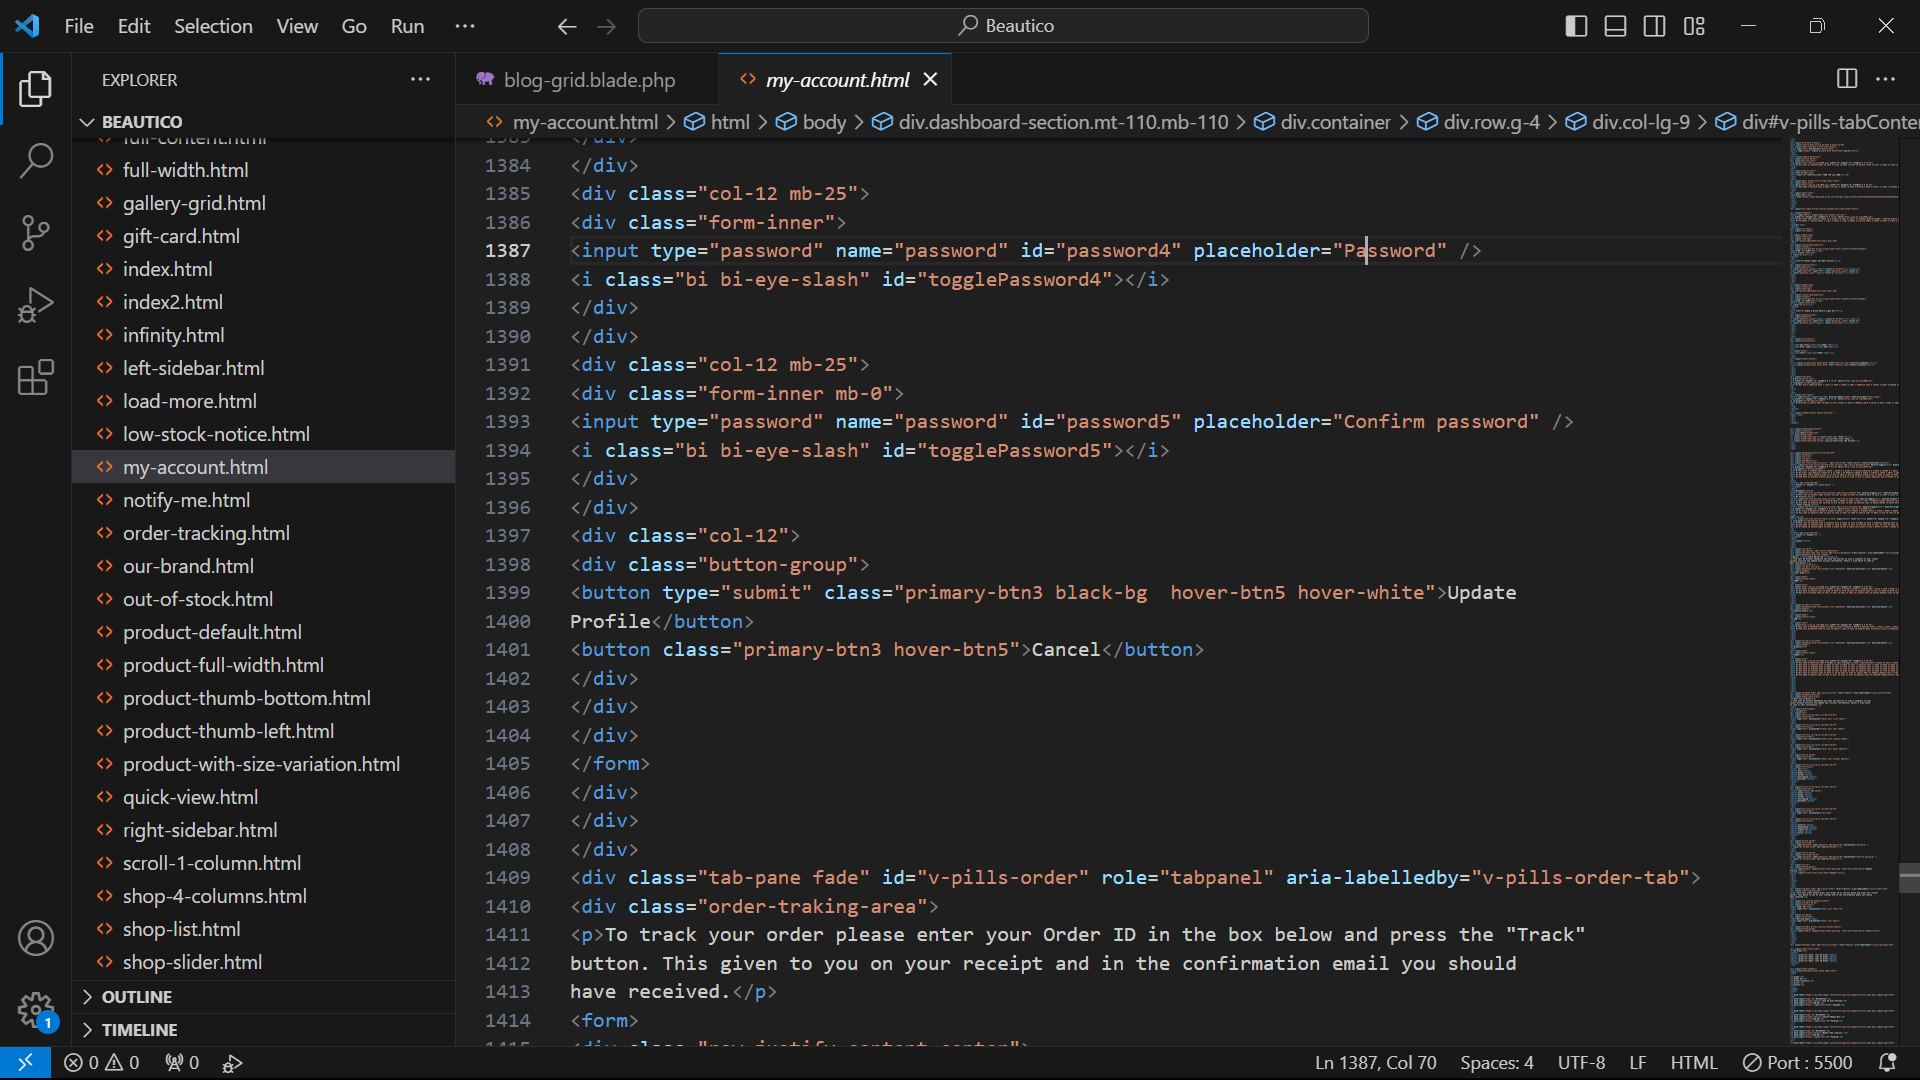 File Edit Selection View Go Run ···
Beautico
EXPLORER
BEAUTICO
full-content.html
full-width.html
gallery-grid.html
gift-card.html
index.html
index2.html
infinity.html
left-sidebar.html
load-more.html
low-stock-notice.html
my-account.html
notify-me.html
order-tracking.html
our-brand.html
out-of-stock.html
product-default.html
product-full-width.html
product-thumb-bottom.html
product-thumb-left.html
product-with-size-variation.html
quick-view.html
right-sidebar.html
scroll-1-column.html
shop-4-columns.html
shop-list.html
shop-slider.html
OUTLINE
TIMELINE
1
blog-grid.blade.php
my-account.html
my-account.html > html > body > div.dashboard-section.mt-110.mb-110 > div.container > div.row.g-4 > div.col-lg-9 > div#v-pills-tabConte
1383 </div>
1384 </div>
1385 <div class="col-12 mb-25">
1386 <div class="form-inner">
1387 <input type="password" name="password" id="password4" placeholder="Password" />
1388 <i class="bi bi-eye-slash" id="togglePassword4"></i>
1389 </div>
1390 </div>
1391 <div class="col-12 mb-25">
1392 <div class="form-inner mb-0">
1393 <input type="password" name="password" id="password5" placeholder="Confirm password" />
1394 <i class="bi bi-eye-slash" id="togglePassword5"></i>
1395 </div>
1396 </div>
1397 <div class="col-12">
1398 <div class="button-group">
1399 <button type="submit" class="primary-btn3 black-bg  hover-btn5 hover-white">Update
1400 Profile</button>
1401 <button class="primary-btn3 hover-btn5">Cancel</button>
1402 </div>
1403 </div>
1404 </div>
1405 </form>
1406 </div>
1407 </div>
1408 </div>
1409 <div class="tab-pane fade" id="v-pills-order" role="tabpanel" aria-labelledby="v-pills-order-tab">
1410 <div class="order-traking-area">
1411 <p>To track your order please enter your Order ID in the box below and press the "Track"
1412 button. This given to you on your receipt and in the confirmation email you should
1413 have received.</p>
1414 <form>
1415 <div class="row justify-content-center">
0 0 0
Ln 1387, Col 70 Spaces: 4 UTF-8 LF HTML Port : 5500